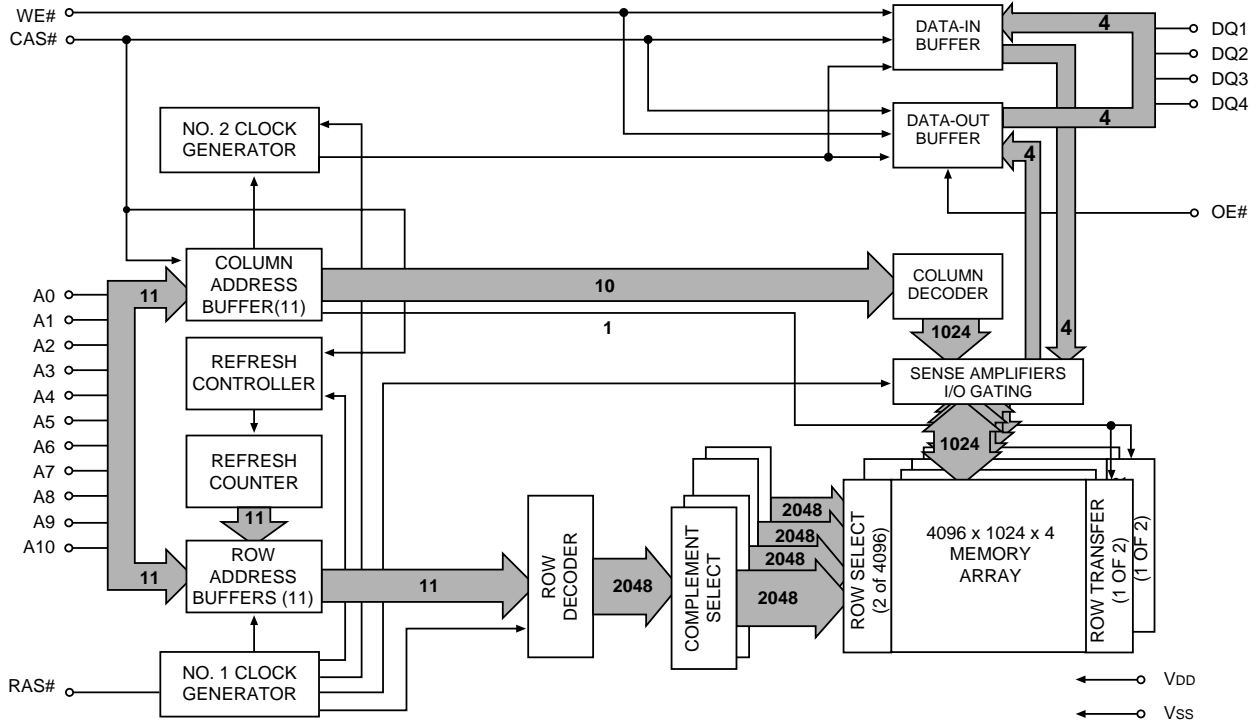 WE#
CAS#
DATA-IN
BUFFER
4
DQ1
DQ2
DQ3
DQ4
NO. 2 CLOCK
GENERATOR
DATA-OUT
BUFFER
4
4
OE#
COLUMN
ADDRESS
BUFFER(11)
11
10
COLUMN
DECODER
1
1024
4
A0
A1
A2
A3
A4
A5
A6
A7
A8
A9
A10
REFRESH
CONTROLLER
SENSE AMPLIFIERS
I/O GATING
1024
REFRESH
COUNTER
11
ROW
ADDRESS
BUFFERS (11)
11
11
ROW
DECODER
2048
COMPLEMENT
SELECT
2048
2048
2048
2048
ROW SELECT
(2 of 4096)
4096 x 1024 x 4
MEMORY
ARRAY
ROW TRANSFER
(1 OF 2)
(1 OF 2)
NO. 1 CLOCK
GENERATOR
RAS#
VDD
VSS